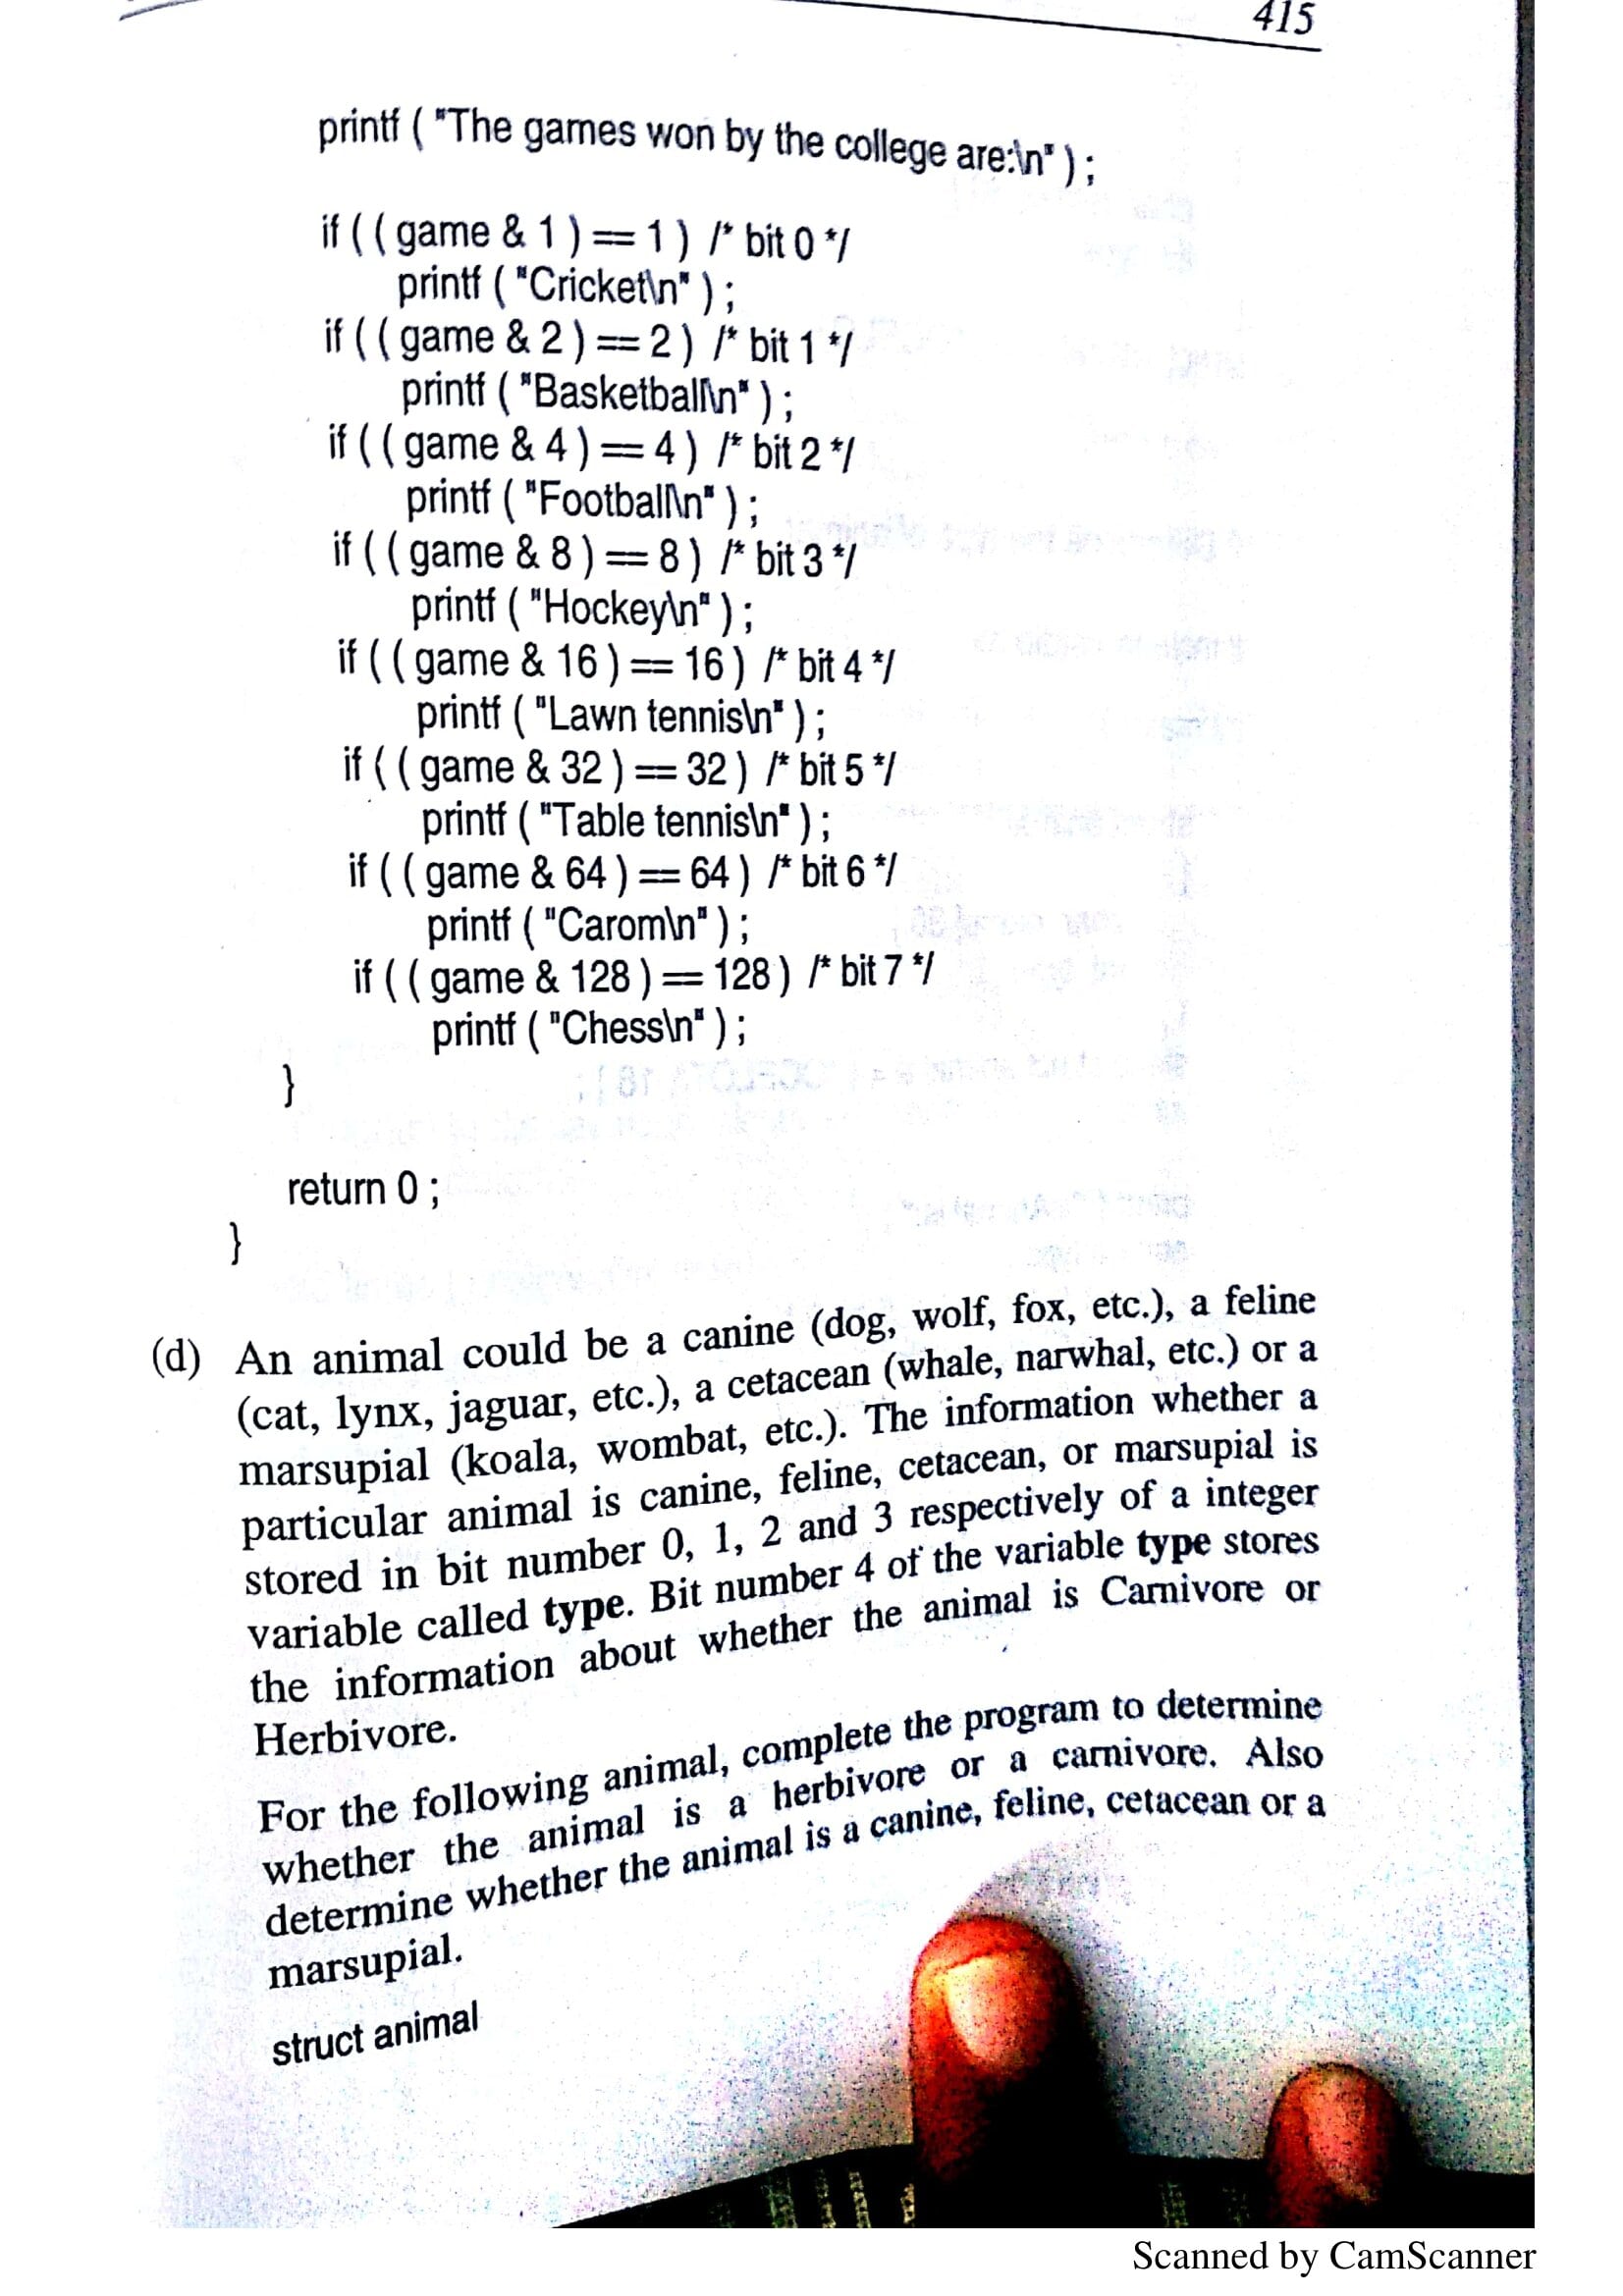 415
printf ( "The games won by the college are:\n" ) ;
if ( ( game & 1 ) == 1 ) /* bit 0 */
printf ( "Cricket\n" ) ;
if ( ( game & 2 ) == 2 ) /* bit 1 */
printf ( "Basketball\n" ) ;
if ( ( game & 4 ) == 4 ) /* bit 2 */
printf ( "Football\n" ) ;
if ( ( game & 8 ) == 8 ) /* bit 3 */
printf ( "Hockey\n" ) ;
if ( ( game & 16 ) == 16 ) /* bit 4 */
printf ( "Lawn tennis\n" ) ;
if ( ( game & 32 ) == 32 ) /* bit 5 */
printf ( "Table tennis\n" ) ;
if ( ( game & 64 ) == 64 ) /* bit 6 */
printf ( "Carom\n" ) ;
if ( ( game & 128 ) == 128 ) /* bit 7 */
printf ( "Chess\n" ) ;
}
return 0 ;
}
(d) An animal could be a canine (dog, wolf, fox, etc.), a feline
(cat, lynx, jaguar, etc.), a cetacean (whale, narwhal, etc.) or a
marsupial (koala, wombat, etc.). The information whether a
particular animal is canine, feline, cetacean, or marsupial is
stored in bit number 0, 1, 2 and 3 respectively of a integer
variable called type. Bit number 4 of the variable type stores
the information about whether the animal is Carnivore or
Herbivore.
For the following animal, complete the program to determine
whether the animal is a herbivore or a carnivore. Also
determine whether the animal is a canine, feline, cetacean or a
marsupial.
struct animal
Scanned by CamScanner